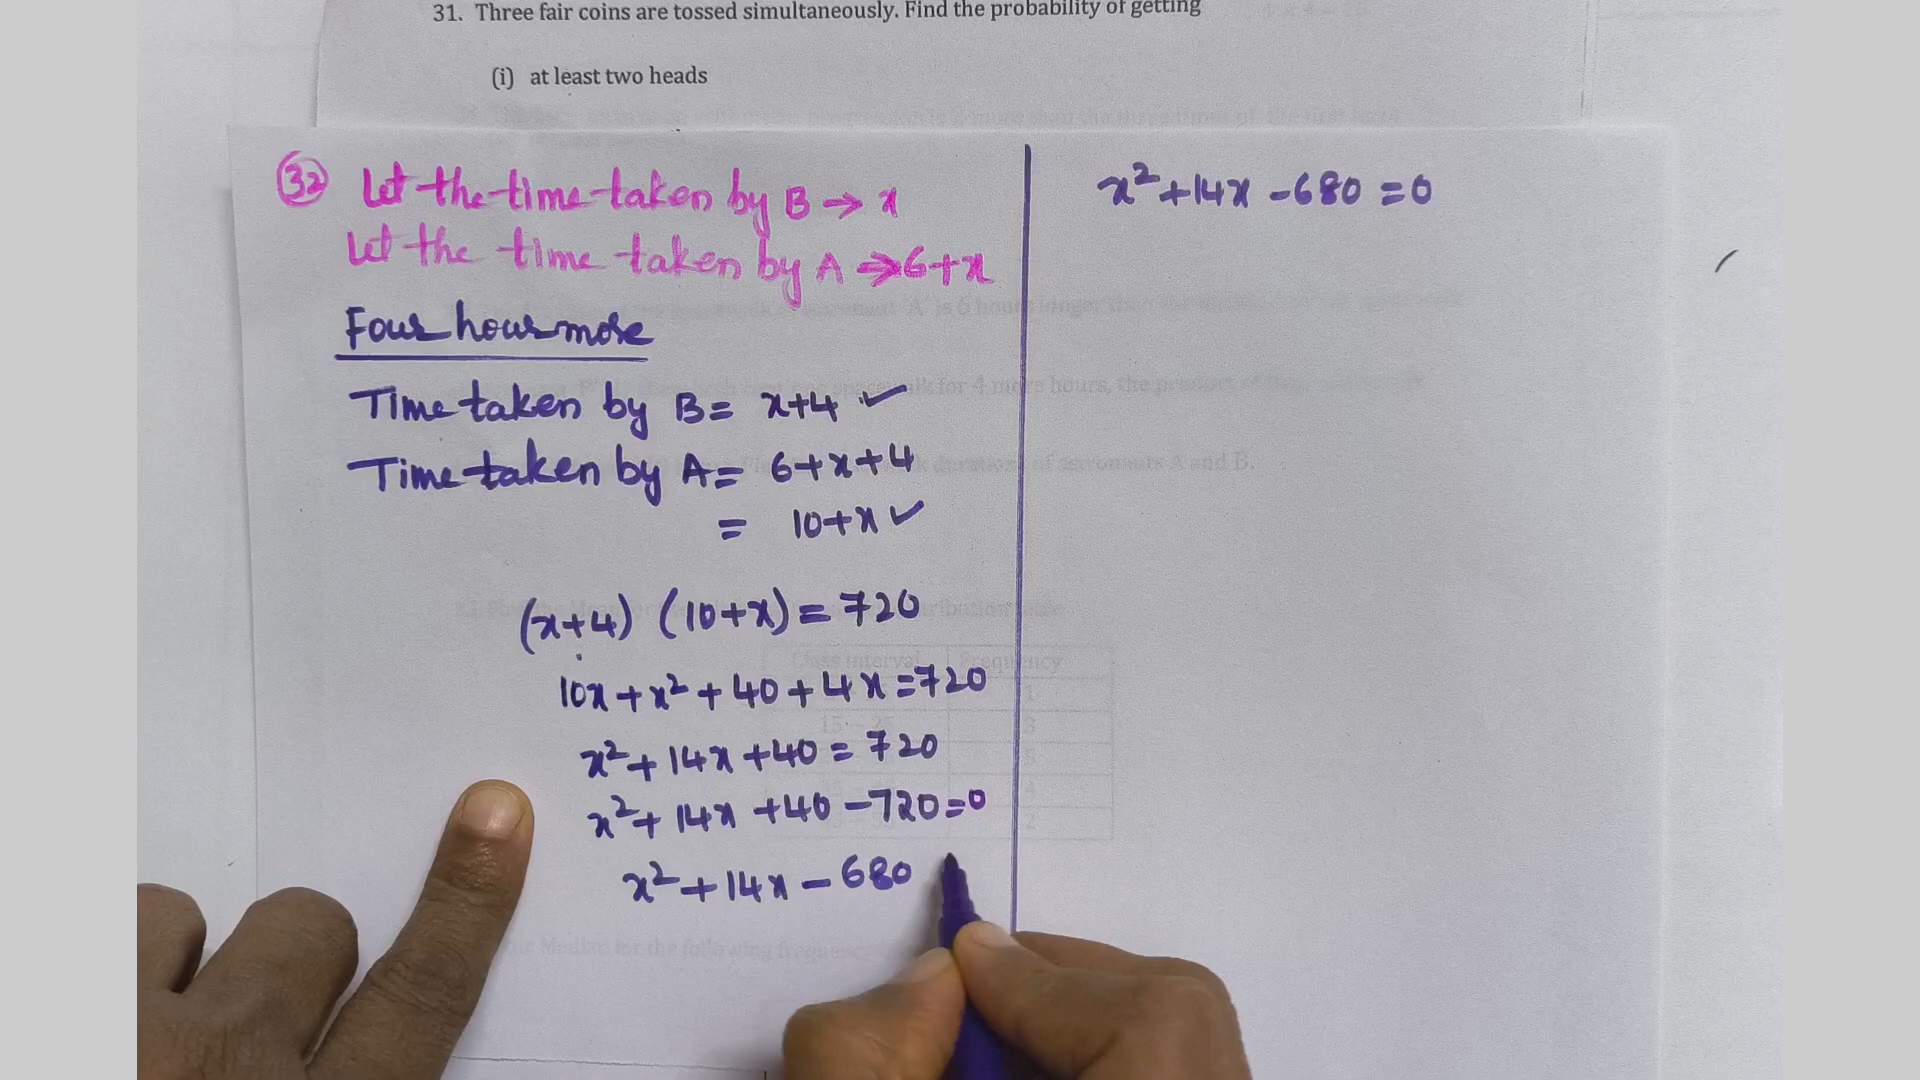 31. Three fair coins are tossed simultaneously. Find the probability of getting
(i) at least two heads
32 Let the time taken by B → x
Let the time taken by A ⇒ 6+x
Four hour more
Time taken by B = x+4 ✓
Time taken by A = 6+x+4
= 10+x ✓
(x+4) (10+x) = 720
10x + x² + 40 + 4x = 720
x² + 14x + 40 = 720
x² + 14x + 40 - 720 = 0
x² + 14x - 680
x² + 14x - 680 = 0